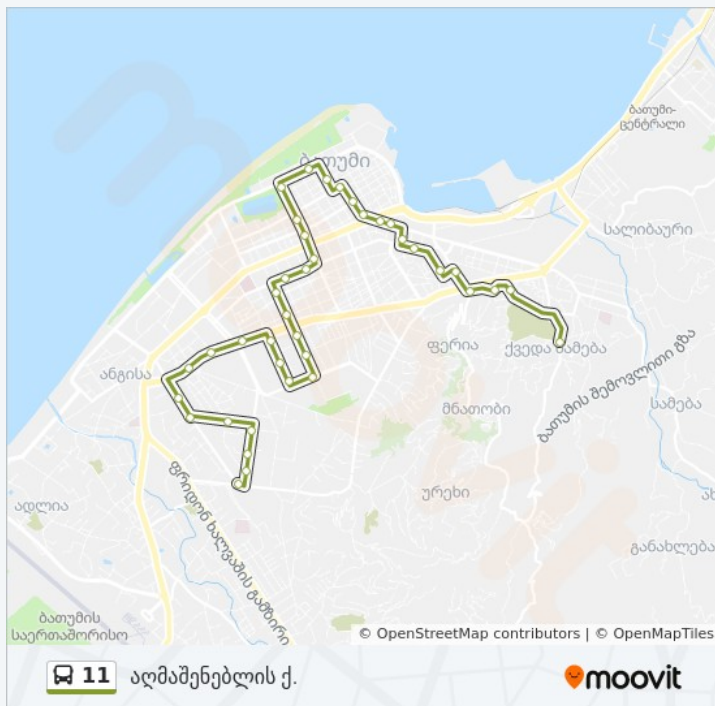 ბათუმი-
ცენტრალი
ბათუმი
სალიბაური
ფერია
ქვედა სამება
ანგისა
ბათუმის შემოვლითი გზა
მნათობი
სამება
ურეხი
ფრიდონ ხალვაშის გამზირი
ადლია
განახლება
ბათუმის
საერთაშორისო
© OpenStreetMap contributors | © OpenMapTiles
11 აღმაშენებლის ქ.
moovit